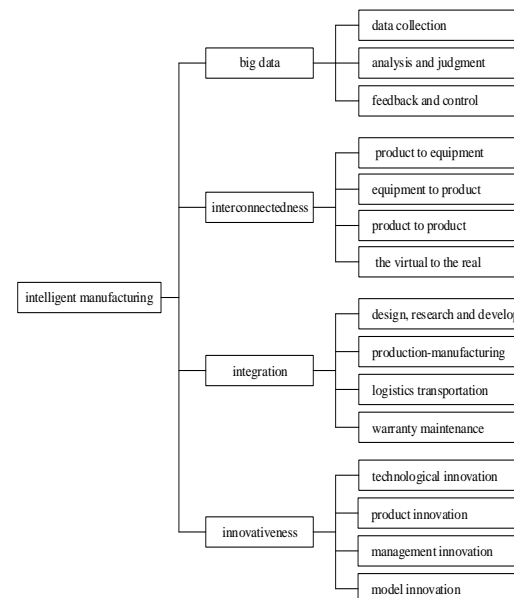 data collection
big data
analysis and judgment
feedback and control
product to equipment
equipment to product
interconnectedness
product to product
the virtual to the real
intelligent manufacturing
design, research and develop
production-manufacturing
integration
logistics transportation
warranty maintenance
technological innovation
product innovation
innovativeness
management innovation
model innovation